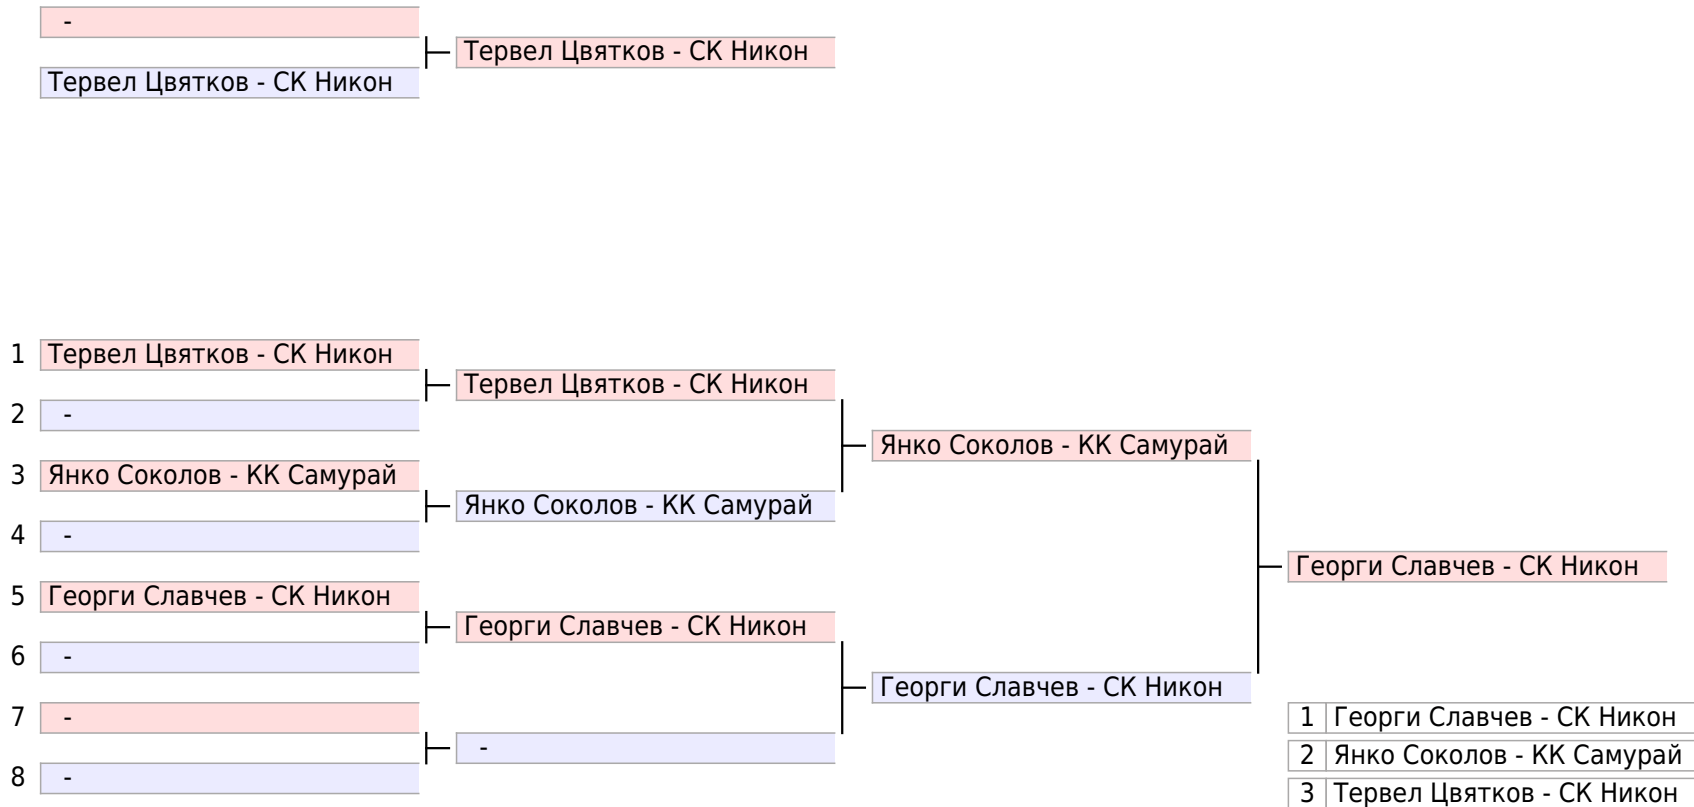 -
Тервел Цвятков - СК Никон
Тервел Цвятков - СК Никон
1 Тервел Цвятков - СК Никон
Тервел Цвятков - СК Никон
2 -
Янко Соколов - КК Самурай
3 Янко Соколов - КК Самурай
Янко Соколов - КК Самурай
4 -
Георги Славчев - СК Никон
5 Георги Славчев - СК Никон
Георги Славчев - СК Никон
6 -
Георги Славчев - СК Никон
7 -
1 Георги Славчев - СК Никон
-
2 Янко Соколов - КК Самурай
8 -
3 Тервел Цвятков - СК Никон